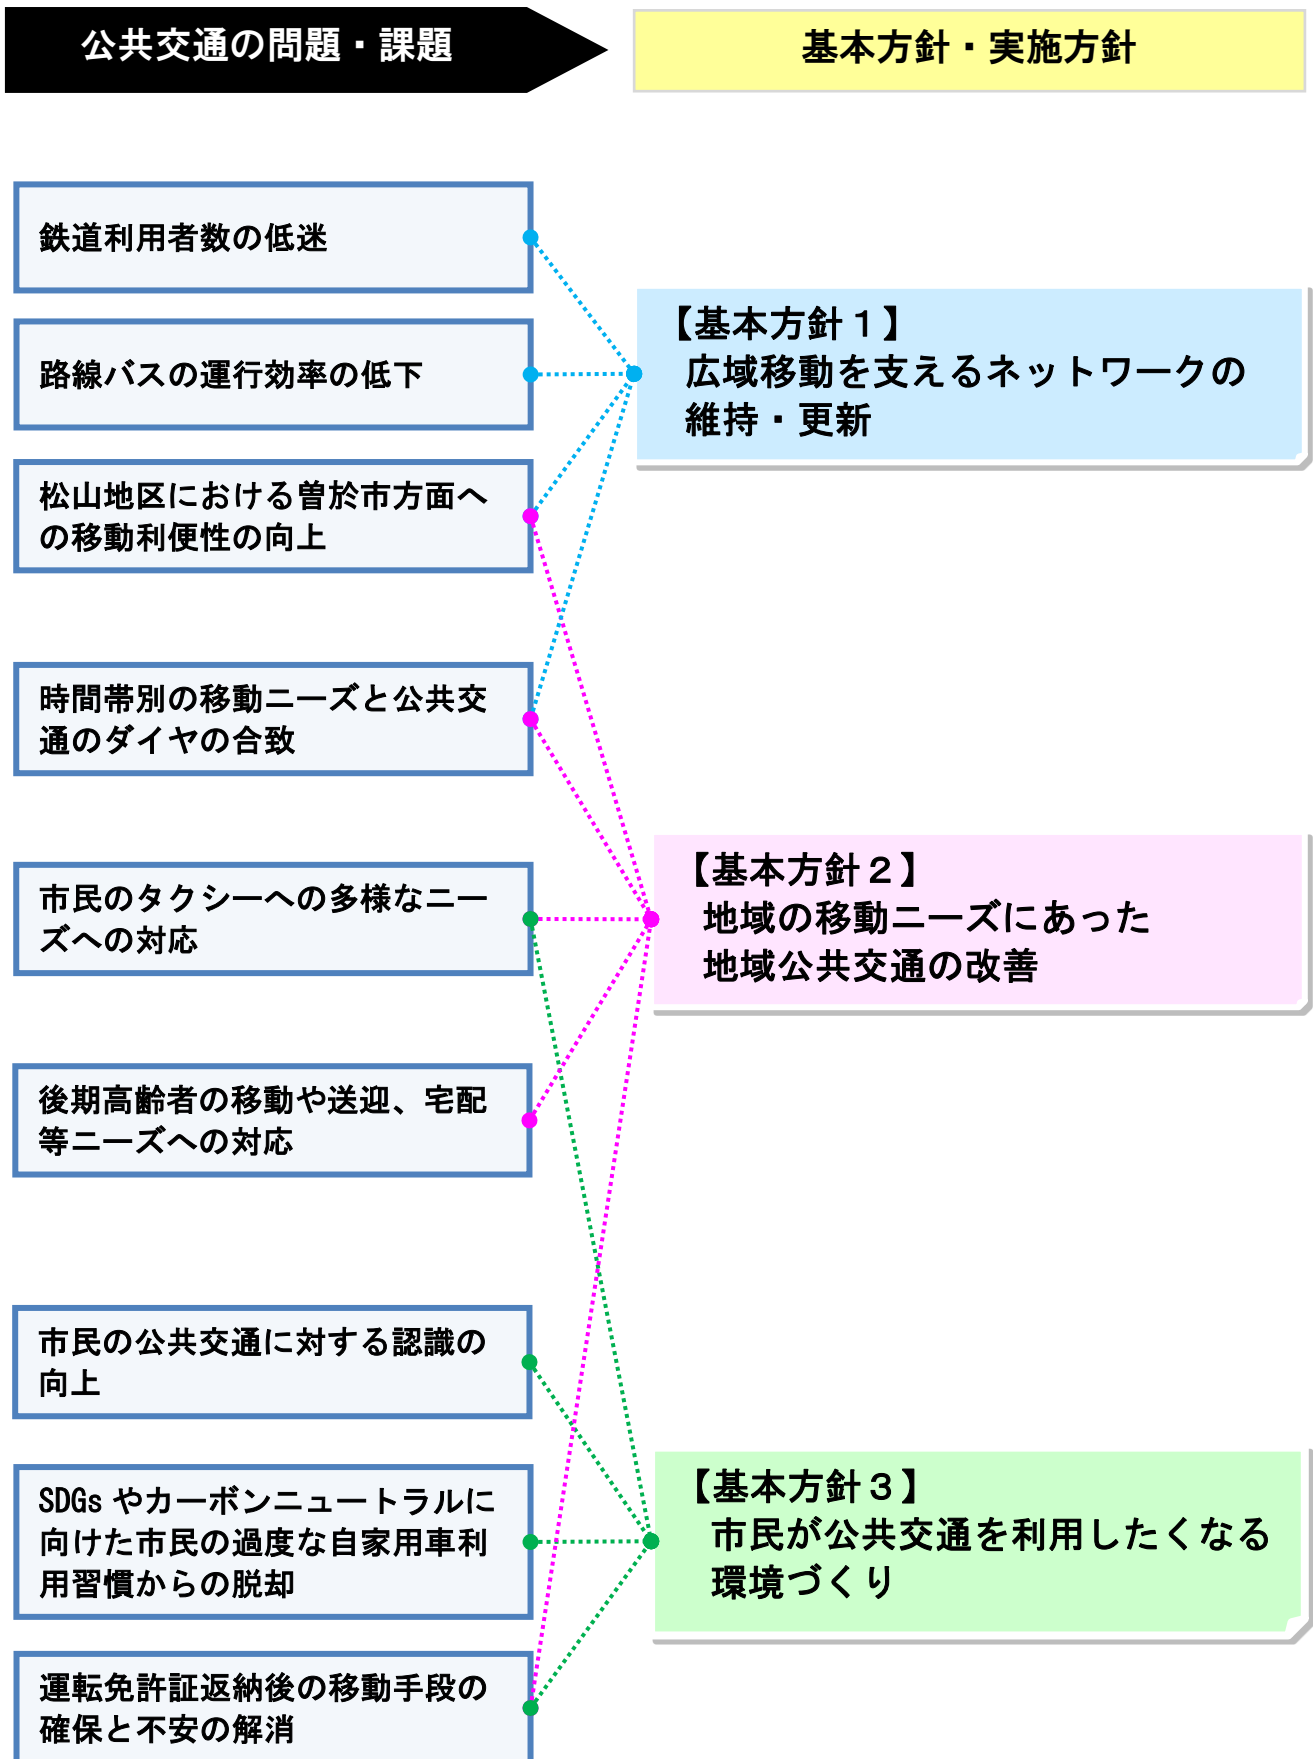 公共交通の問題・課題
基本方針・実施方針
鉄道利用者数の低迷
路線バスの運行効率の低下
松山地区における曽於市方面へ
の移動利便性の向上
時間帯別の移動ニーズと公共交
通のダイヤの合致
市民のタクシーへの多様なニー
ズへの対応
後期高齢者の移動や送迎、宅配
等ニーズへの対応
市民の公共交通に対する認識の
向上
SDGs やカーボンニュートラルに
向けた市民の過度な自家用車利
用習慣からの脱却
運転免許証返納後の移動手段の
確保と不安の解消
【基本方針１】
広域移動を支えるネットワークの
維持・更新
【基本方針２】
地域の移動ニーズにあった
地域公共交通の改善
【基本方針３】
市民が公共交通を利用したくなる
環境づくり